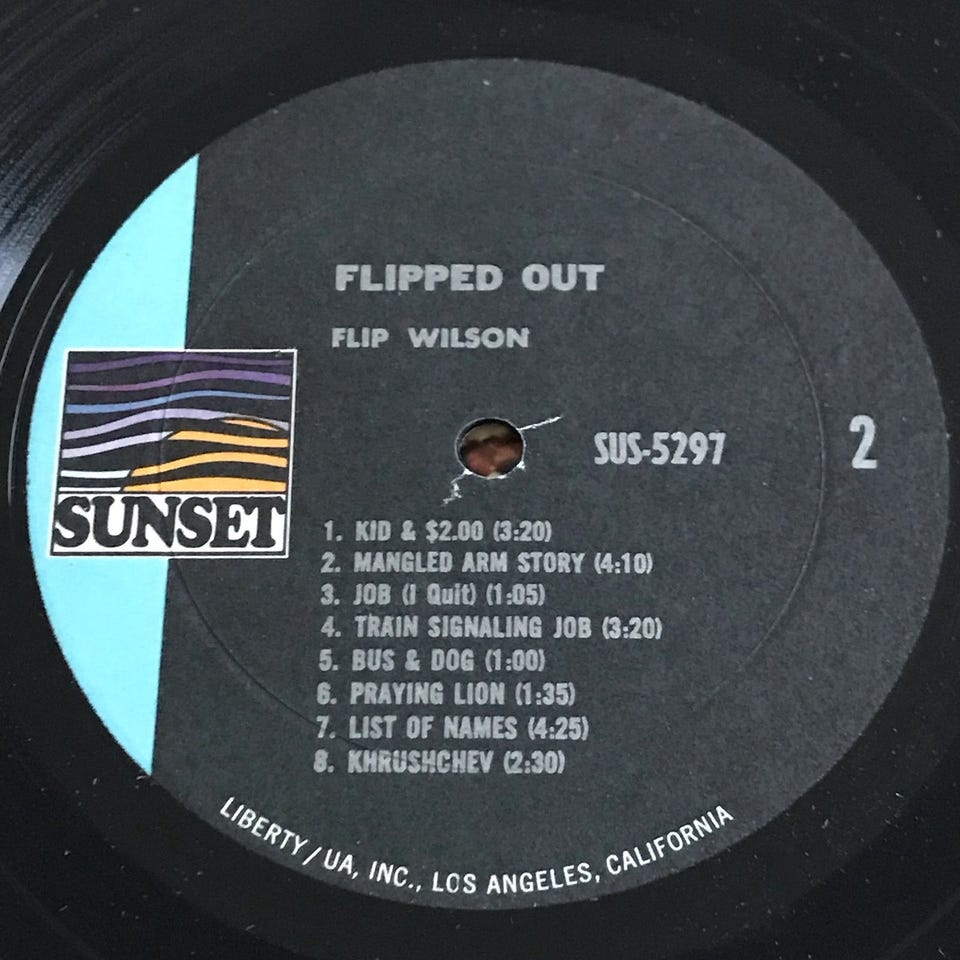 FLIPPED OUT
FLIP WILSON
SUS-5297
2
SUNSET
1. KID & $2.00 (3:20)
2. MANGLED ARM STORY (4:10)
3. JOB (I Quit) (1:05)
4. TRAIN SIGNALING JOB (3:20)
5. BUS & DOG (1:00)
6. PRAYING LION (1:35)
7. LIST OF NAMES (4:25)
8. KHRUSHCHEV (2:30)
LIBERTY/UA, INC., LOS ANGELES, CALIFORNIA